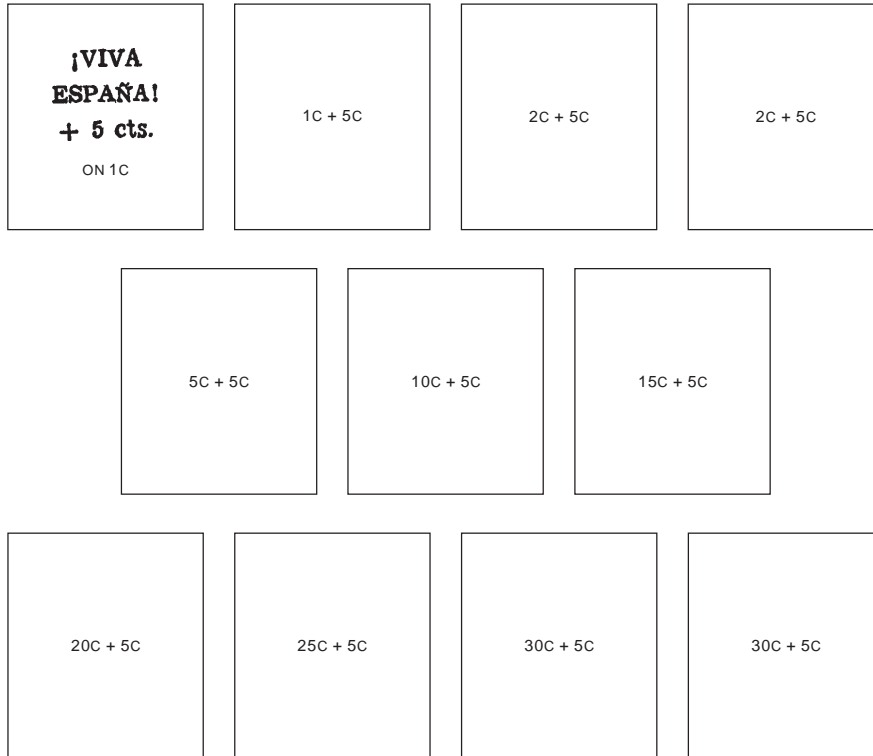 ¡VIVA
ESPAÑA!
+ 5 cts.
ON 1C
1C + 5C
2C + 5C
2C + 5C
5C + 5C
10C + 5C
15C + 5C
20C + 5C
25C + 5C
30C + 5C
30C + 5C